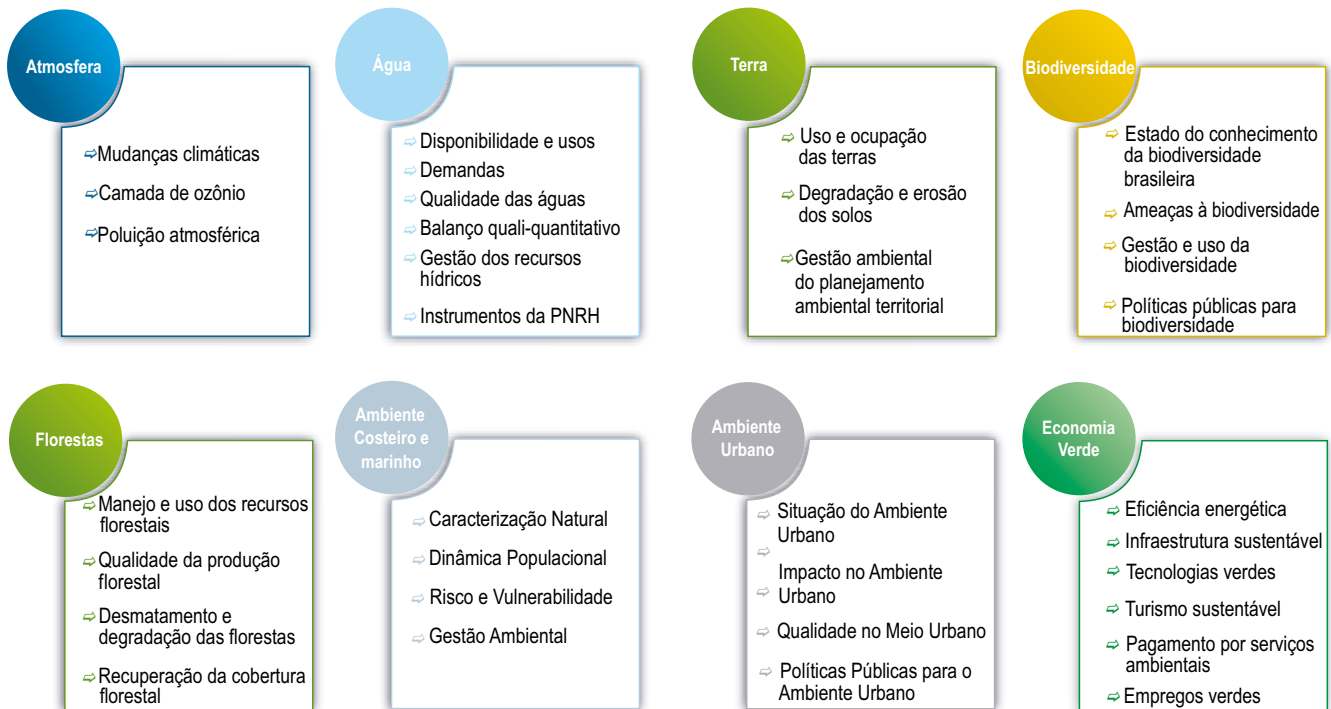 Atmosfera
⇨Mudanças climáticas
⇨Camada de ozônio
⇨Poluição atmosférica
Água
⇨ Disponibilidade e usos
⇨ Demandas
⇨ Qualidade das águas
⇨ Balanço quali-quantitativo
⇨ Gestão dos recursos
hídricos
⇨ Instrumentos da PNRH
Terra
⇨ Uso e ocupação
das terras
⇨ Degradação e erosão
dos solos
⇨Gestão ambiental
do planejamento
ambiental territorial
Biodiversidade
⇨ Estado do conhecimento
da biodiversidade
brasileira
⇨ Ameaças à biodiversidade
⇨ Gestão e uso da
biodiversidade
⇨ Políticas públicas para
biodiversidade
Florestas
⇨Manejo e uso dos recursos
florestais
⇨Qualidade da produção
florestal
⇨Desmatamento e
degradação das florestas
⇨Recuperação da cobertura
florestal
Ambiente
Costeiro e
marinho
⇨ Caracterização Natural
⇨ Dinâmica Populacional
⇨ Risco e Vulnerabilidade
⇨ Gestão Ambiental
Ambiente
Urbano
⇨ Situação do Ambiente
Urbano
⇨
Impacto no Ambiente
⇨ Urbano
⇨ Qualidade no Meio Urbano
⇨ Políticas Públicas para o
Ambiente Urbano
Economia
Verde
⇨ Eficiência energética
⇨ Infraestrutura sustentável
⇨ Tecnologias verdes
⇨ Turismo sustentável
⇨ Pagamento por serviços
ambientais
⇨ Empregos verdes